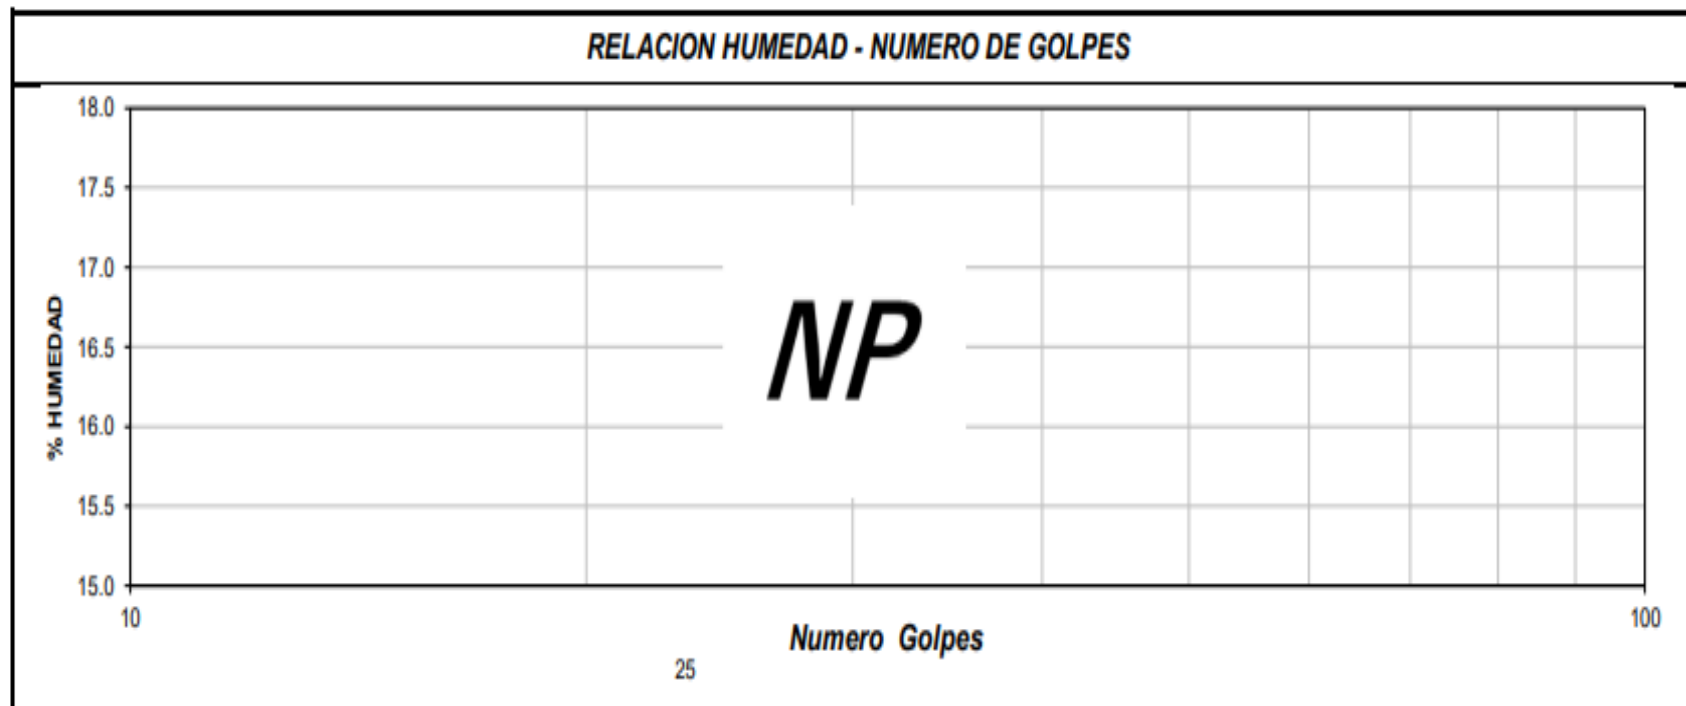 RELACION HUMEDAD - NUMERO DE GOLPES
18.0
17.5
17.0
16.5
16.0
15.5
15.0
% HUMEDAD
NP
10
100
Numero Golpes
25